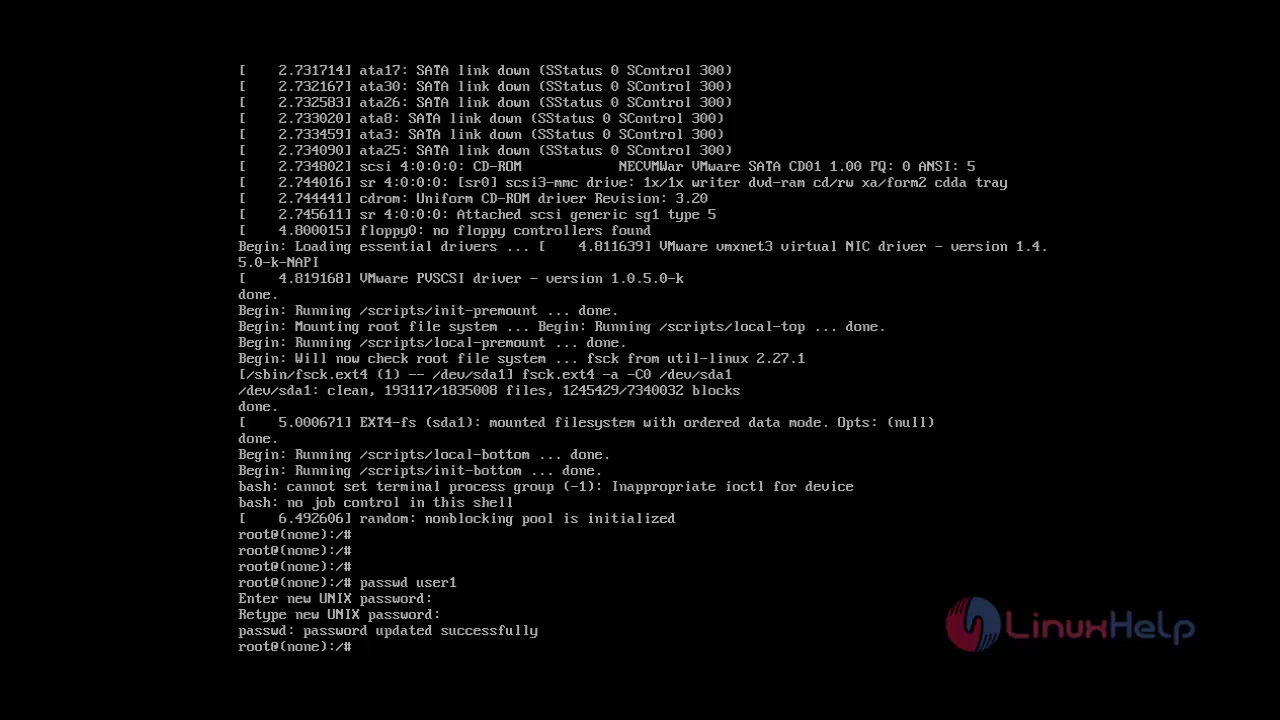 [    2.731714] ata17: SATA link down (SStatus 0 SControl 300)
[    2.732167] ata30: SATA link down (SStatus 0 SControl 300)
[    2.732583] ata26: SATA link down (SStatus 0 SControl 300)
[    2.733020] ata8: SATA link down (SStatus 0 SControl 300)
[    2.733459] ata3: SATA link down (SStatus 0 SControl 300)
[    2.734090] ata25: SATA link down (SStatus 0 SControl 300)
[    2.734802] scsi 4:0:0:0: CD-ROM            NECVMWar VMware SATA CD01 1.00 PQ: 0 ANSI: 5
[    2.744016] sr 4:0:0:0: [sr0] scsi3-mmc drive: 1x/1x writer dvd-ram cd/rw xa/form2 cdda tray
[    2.744441] cdrom: Uniform CD-ROM driver Revision: 3.20
[    2.745611] sr 4:0:0:0: Attached scsi generic sg1 type 5
[    4.800015] floppy0: no floppy controllers found
Begin: Loading essential drivers ... [    4.811639] VMware vmxnet3 virtual NIC driver - version 1.4.
5.0-k-NAPI
[    4.819168] VMware PVSCSI driver - version 1.0.5.0-k
done.
Begin: Running /scripts/init-premount ... done.
Begin: Mounting root file system ... Begin: Running /scripts/local-top ... done.
Begin: Running /scripts/local-premount ... done.
Begin: Will now check root file system ... fsck from util-linux 2.27.1
[/sbin/fsck.ext4 (1) -- /dev/sda1] fsck.ext4 -a -C0 /dev/sda1
/dev/sda1: clean, 193117/1835008 files, 1245429/7340032 blocks
done.
[    5.000671] EXT4-fs (sda1): mounted filesystem with ordered data mode. Opts: (null)
done.
Begin: Running /scripts/local-bottom ... done.
Begin: Running /scripts/init-bottom ... done.
bash: cannot set terminal process group (-1): Inappropriate ioctl for device
bash: no job control in this shell
[    6.492606] random: nonblocking pool is initialized
root@(none):/#
root@(none):/#
root@(none):/#
root@(none):/# passwd user1
Enter new UNIX password:
Retype new UNIX password:
passwd: password updated successfully
root@(none):/#
LinuxHelp